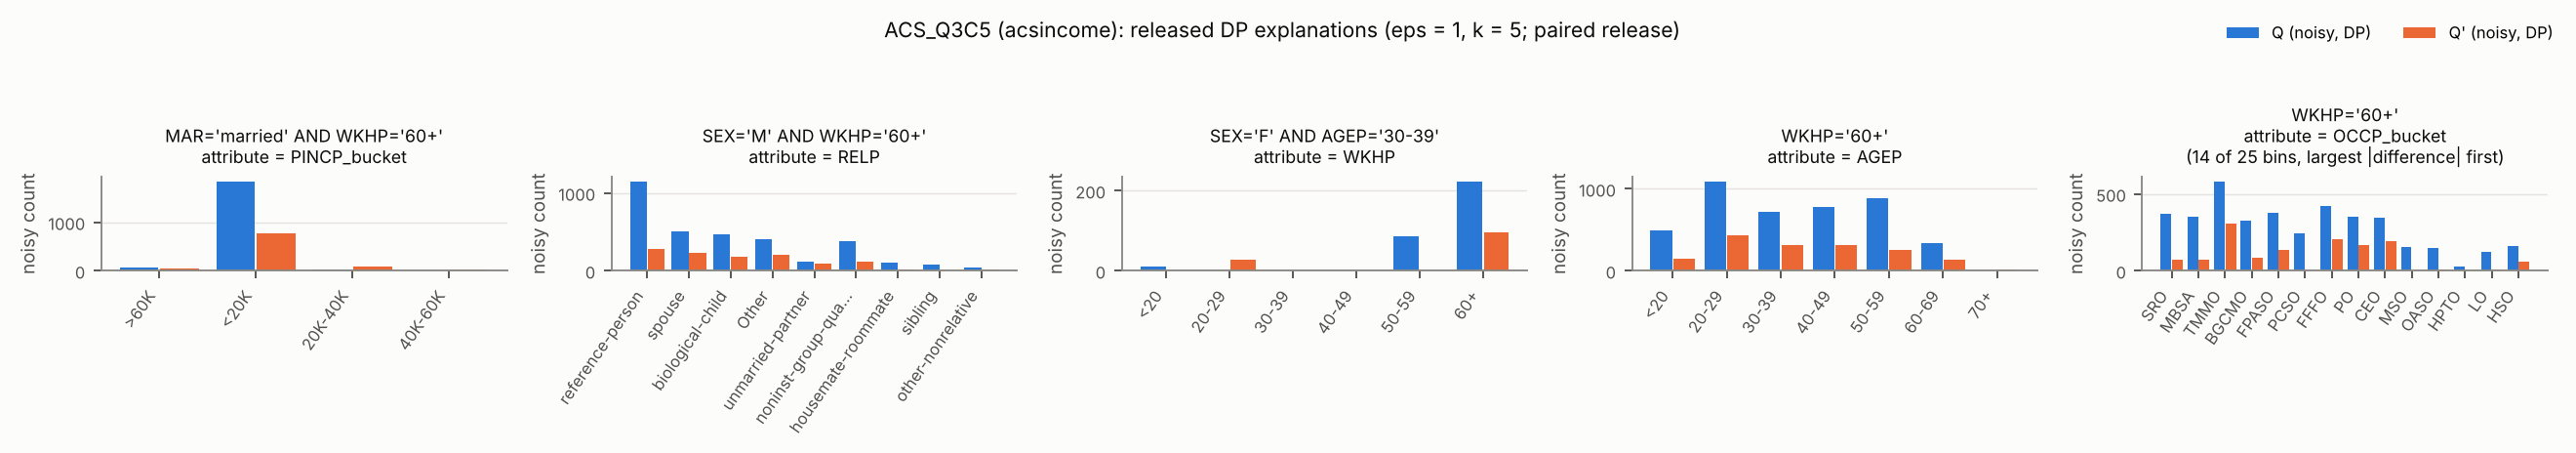 ACS_Q3C5 (acsincome): released DP explanations (eps = 1, k = 5; paired release)
Q (noisy, DP)
Q' (noisy, DP)
MAR='married' AND WKHP='60+'
attribute = PINCP_bucket
noisy count
1000
0
>60K
<20K
20K-40K
40K-60K
SEX='M' AND WKHP='60+'
attribute = RELP
noisy count
1000
0
reference-person
spouse
biological-child
Other
unmarried-partner
noninst-group-qua...
housemate-roommate
sibling
other-nonrelative
SEX='F' AND AGEP='30-39'
attribute = WKHP
noisy count
200
0
<20
20-29
30-39
40-49
50-59
60+
WKHP='60+'
attribute = AGEP
noisy count
1000
0
<20
20-29
30-39
40-49
50-59
60-69
70+
WKHP='60+'
attribute = OCCP_bucket
(14 of 25 bins, largest |difference| first)
noisy count
500
0
SRO
MBSA
TMMO
BGCMO
FPASO
PCSO
FFFO
PO
CEO
MSO
OASO
HPTO
LO
HSO